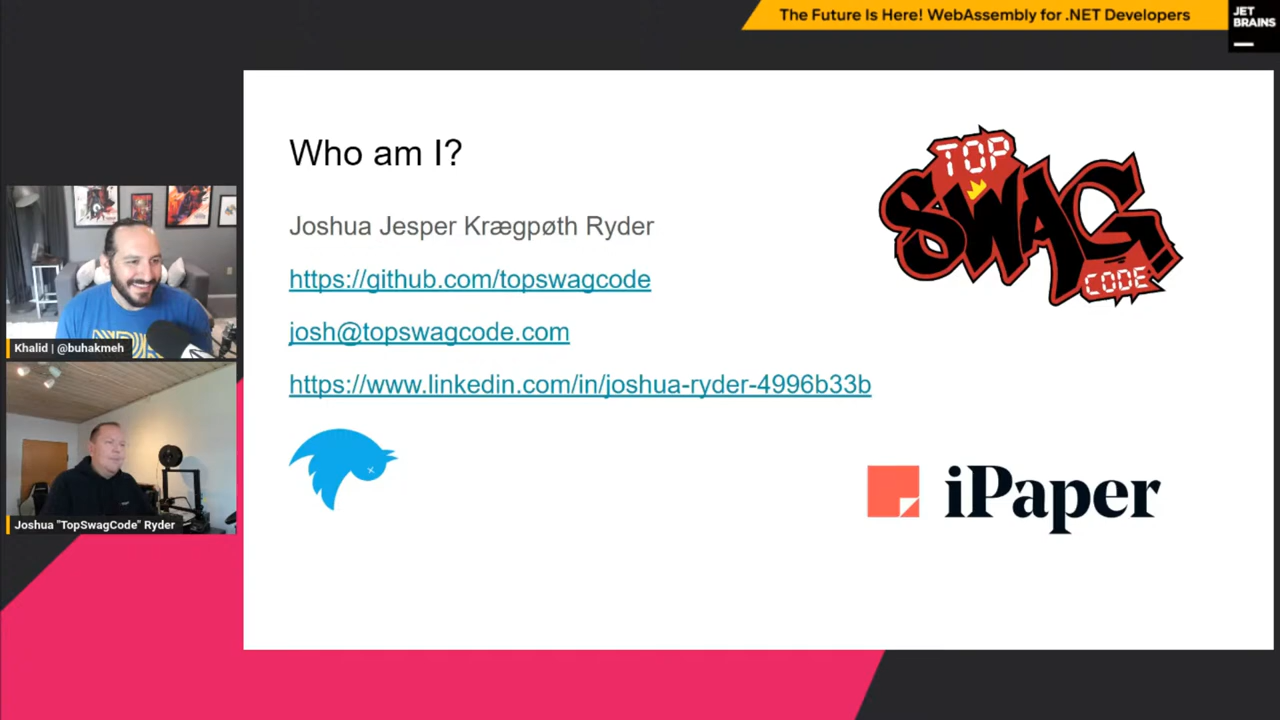 The Future Is Here! WebAssembly for .NET Developers
JET
BRAINS
Who am I?
Joshua Jesper Krægpøth Ryder
https://github.com/topswagcode
josh@topswagcode.com
https://www.linkedin.com/in/joshua-ryder-4996b33b
TOP
SWAG
CODE
iPaper
Khalid | @buhakmeh
Joshua "TopSwagCode" Ryder